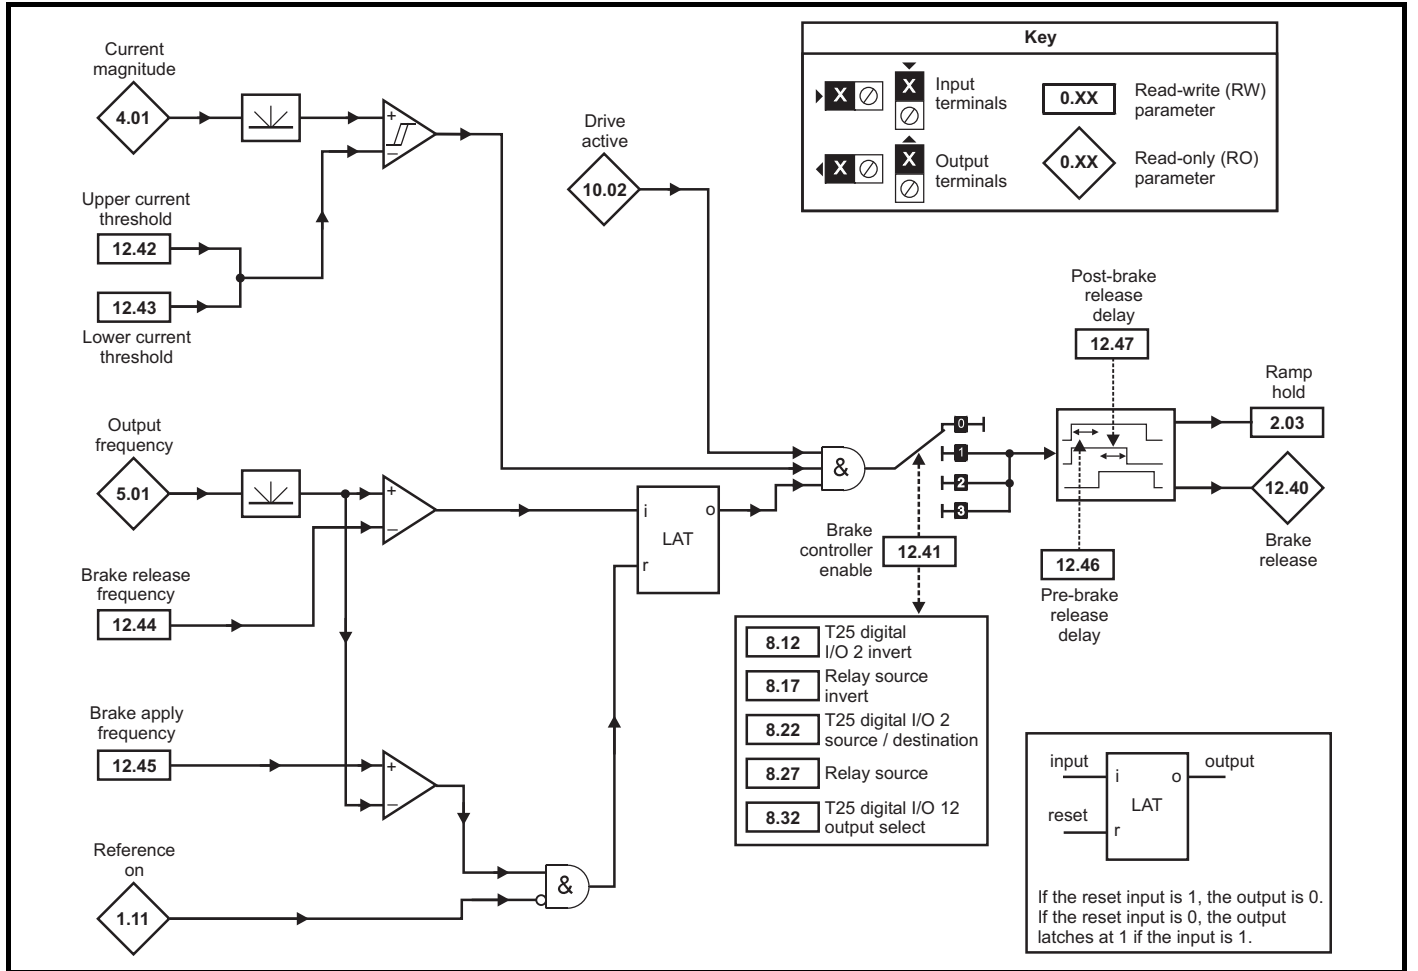 Current
magnitude
4.01
+
−
Upper current
threshold
12.42
12.43
Lower current
threshold
Drive
active
10.02
Key
X
X
Input
terminals
0.XX
Read-write (RW)
parameter
X
X
Output
terminals
0.XX
Read-only (RO)
parameter
Output
frequency
5.01
+
−
Brake release
frequency
12.44
i
o
LAT
r
&
0
1
2
3
Brake
controller
enable
12.41
Post-brake
release
delay
12.47
12.46
Pre-brake
release
delay
Ramp
hold
2.03
12.40
Brake
release
8.12
T25 digital
I/O 2 invert
8.17
Relay source
invert
8.22
T25 digital I/O 2
source / destination
8.27
Relay source
8.32
T25 digital I/O 12
output select
Brake apply
frequency
12.45
+
−
Reference
on
1.11
&
input
output
i
o
LAT
reset
r
If the reset input is 1, the output is 0.
If the reset input is 0, the output
latches at 1 if the input is 1.